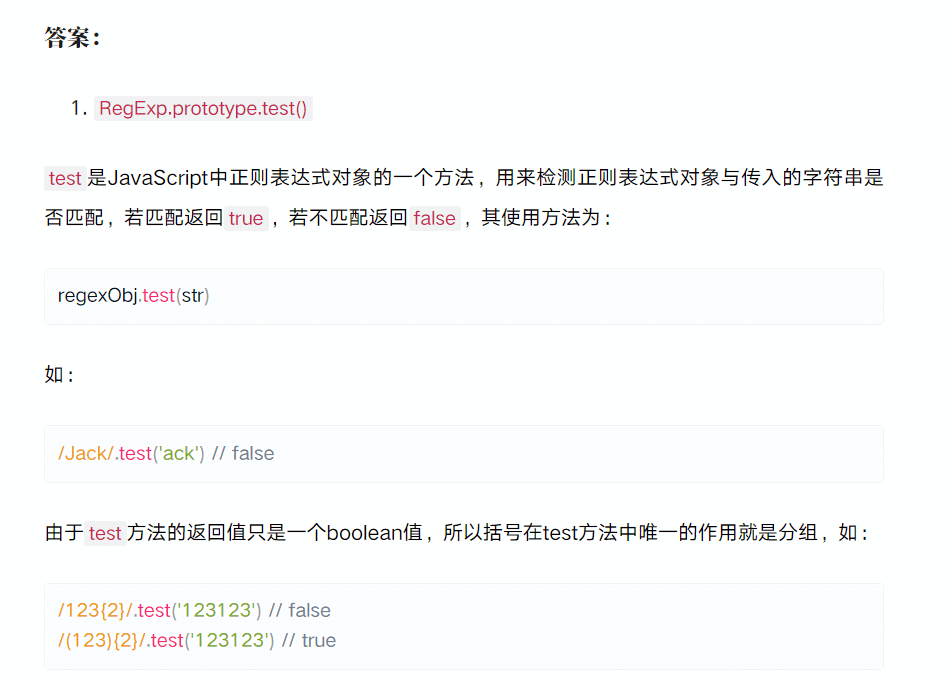 答案：
1. RegExp.prototype.test()
test 是JavaScript中正则表达式对象的一个方法，用来检测正则表达式对象与传入的字符串是
否匹配，若匹配返回 true ，若不匹配返回 false ，其使用方法为：
regexObj.test(str)
如：
/Jack/.test('ack') // false
由于 test 方法的返回值只是一个boolean值，所以括号在test方法中唯一的作用就是分组，如：
/123{2}/.test('123123') // false
/(123){2}/.test('123123') // true